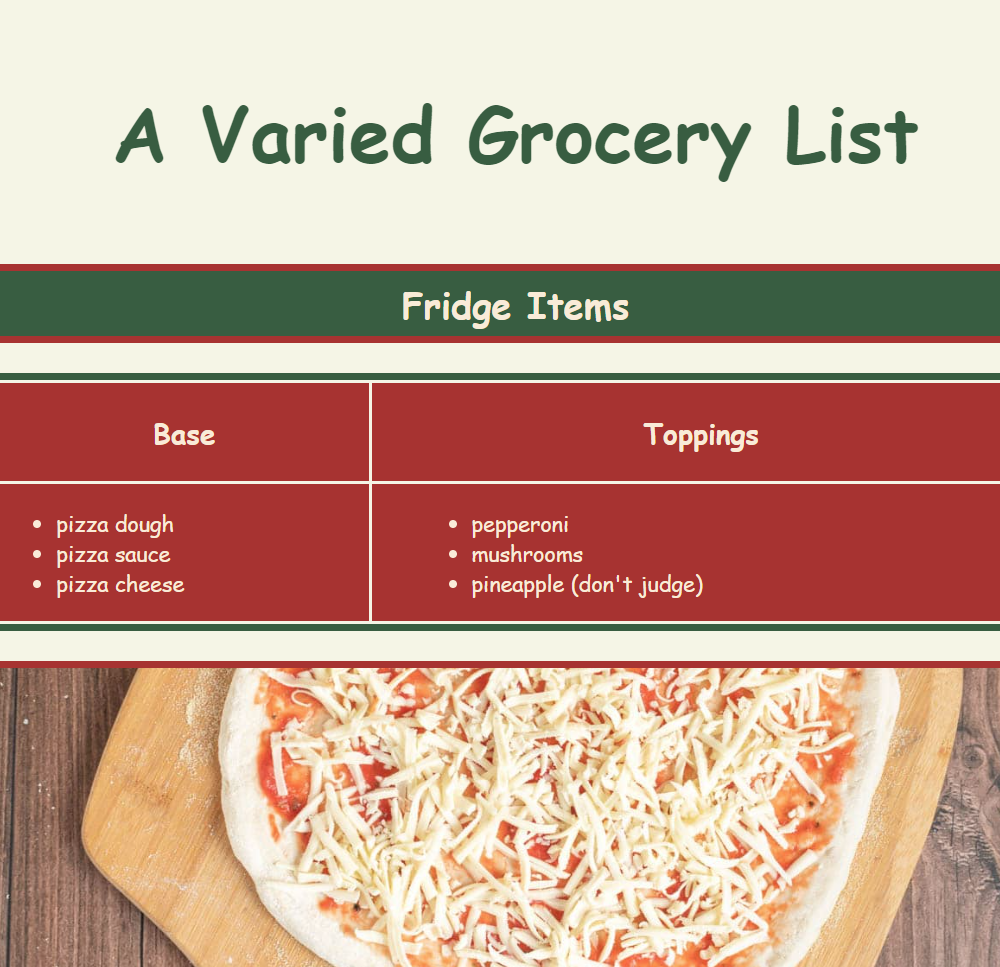 A Varied Grocery List
Fridge Items
Base
Toppings
pizza dough
pizza sauce
pizza cheese
pepperoni
mushrooms
pineapple (don't judge)